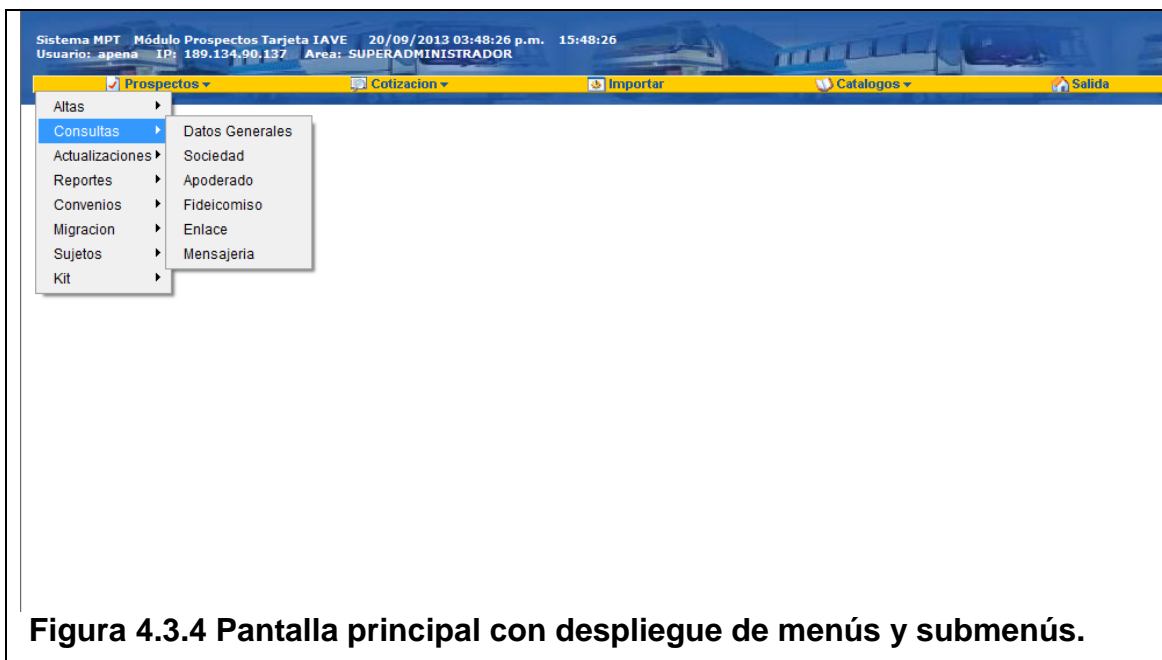 Sistema MPT Módulo Prospectos Tarjeta IAVE 20/09/2013 03:48:26 p.m. 15:48:26
Usuario: apena IP: 189.134.90.137 Area: SUPERADMINISTRADOR
Prospectos Cotizacion Importar Catalogos Salida
Altas
Consultas Datos Generales
Actualizaciones Sociedad
Reportes Apoderado
Convenios Fideicomiso
Migracion Enlace
Sujetos Mensajeria
Kit
Figura 4.3.4 Pantalla principal con despliegue de menús y submenús.